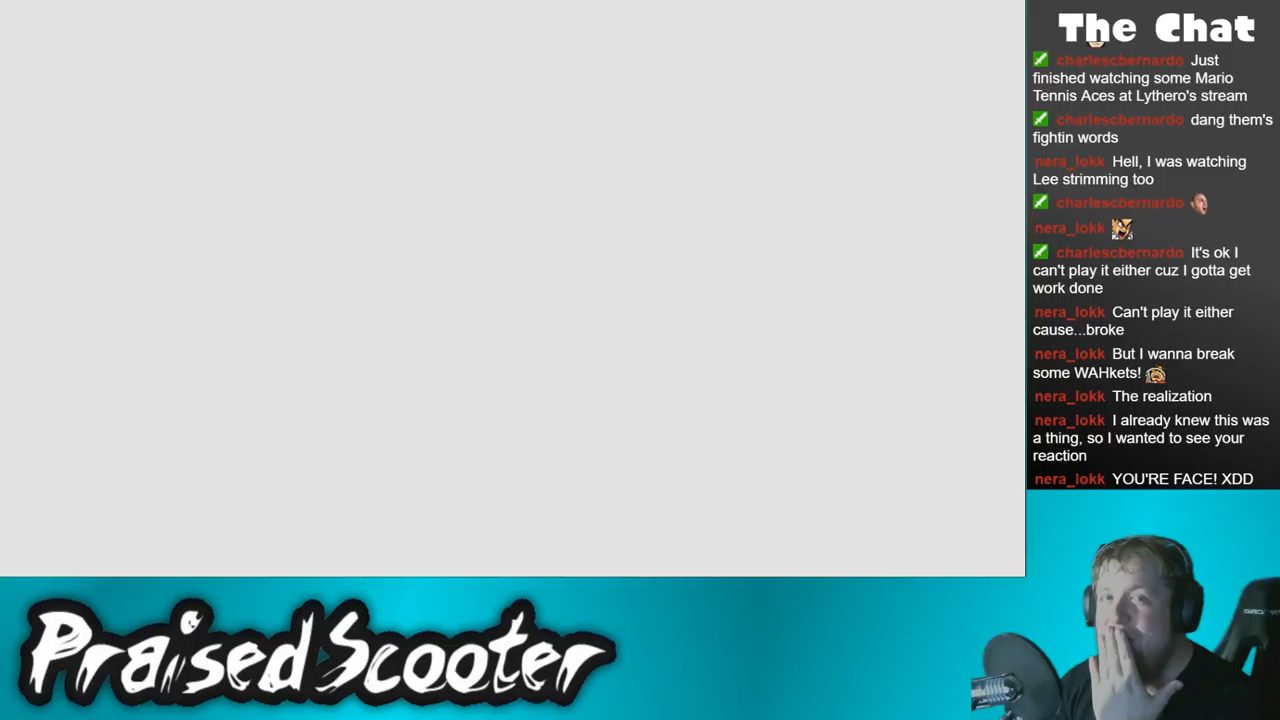 The Chat
charlescbernardo Just
finished watching some Mario
Tennis Aces at Lythero's stream
charlescbernardo dang them's
fightin words
nera_lokk Hell, I was watching
Lee strimming too
charlescbernardo
nera_lokk
charlescbernardo It's ok I
can't play it either cuz I gotta get
work done
nera_lokk Can't play it either
cause...broke
nera_lokk But I wanna break
some WAHkets!
nera_lokk The realization
nera_lokk I already knew this was
a thing, so I wanted to see your
reaction
nera_lokk YOU'RE FACE! XDD
PraisedScooter